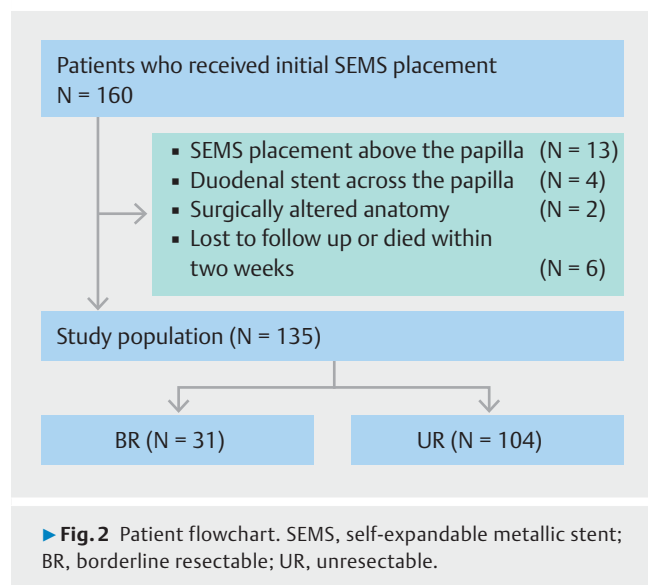 Patients who received initial SEMS placement
N = 160
▪ SEMS placement above the papilla (N = 13)
▪ Duodenal stent across the papilla (N = 4)
▪ Surgically altered anatomy (N = 2)
▪ Lost to follow up or died within
two weeks (N = 6)
Study population (N = 135)
BR (N = 31) UR (N = 104)
▶ Fig. 2 Patient flowchart. SEMS, self-expandable metallic stent;
BR, borderline resectable; UR, unresectable.